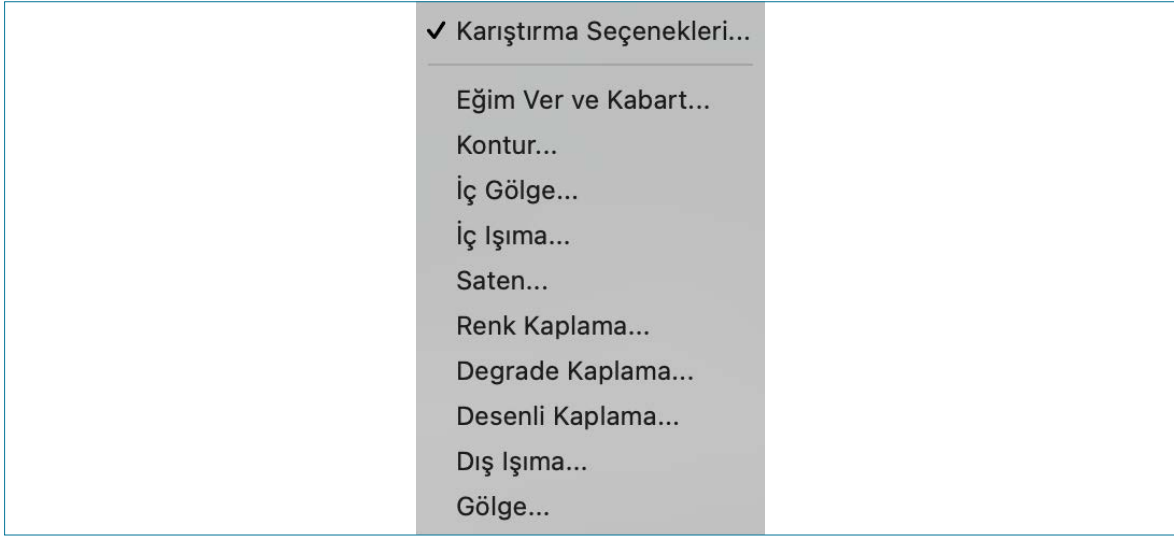 ✓ Karıştırma Seçenekleri...
Eğim Ver ve Kabart...
Kontur...
İç Gölge...
İç Işıma...
Saten...
Renk Kaplama...
Degrade Kaplama...
Desenli Kaplama...
Dış Işıma...
Gölge...